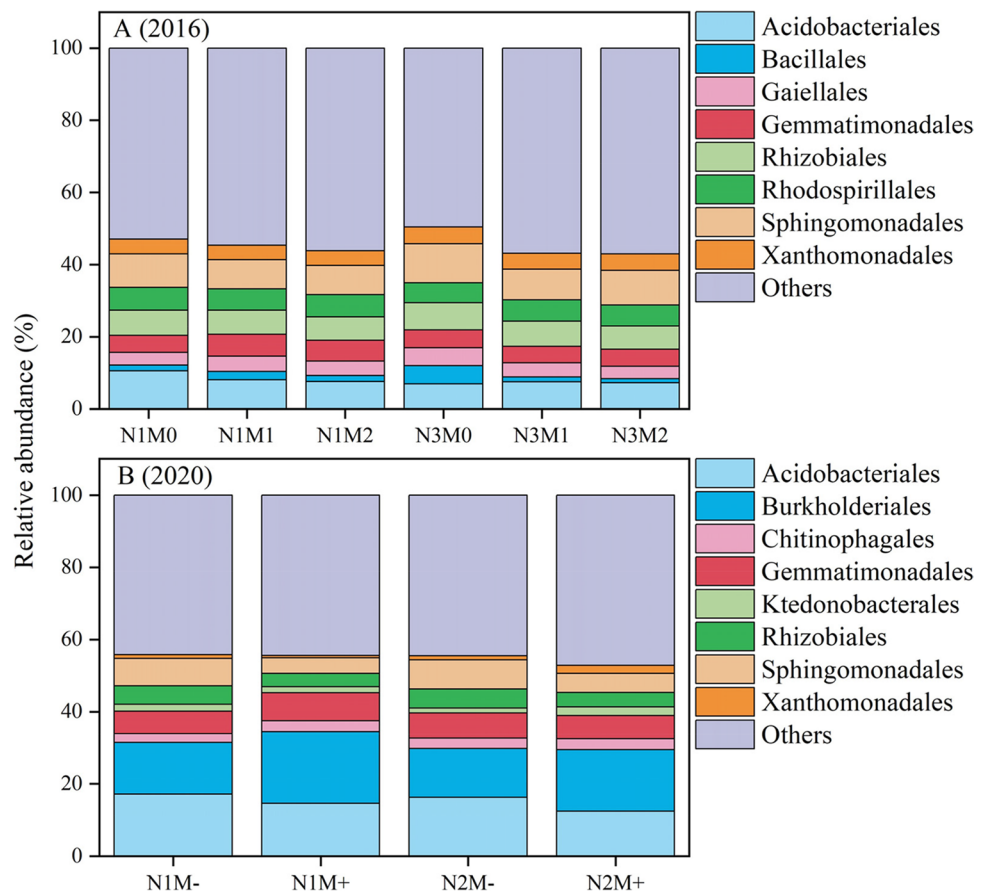 A (2016)
100
80
60
40
20
0
N1M0 N1M1 N1M2 N3M0 N3M1 N3M2
Acidobacteriales
Bacillales
Gaiellales
Gemmatimonadales
Rhizobiales
Rhodospirillales
Sphingomonadales
Xanthomonadales
Others
Relative abundance (%)
B (2020)
100
80
60
40
20
0
N1M- N1M+ N2M- N2M+
Acidobacteriales
Burkholderiales
Chitinophagales
Gemmatimonadales
Ktedonobacterales
Rhizobiales
Sphingomonadales
Xanthomonadales
Others